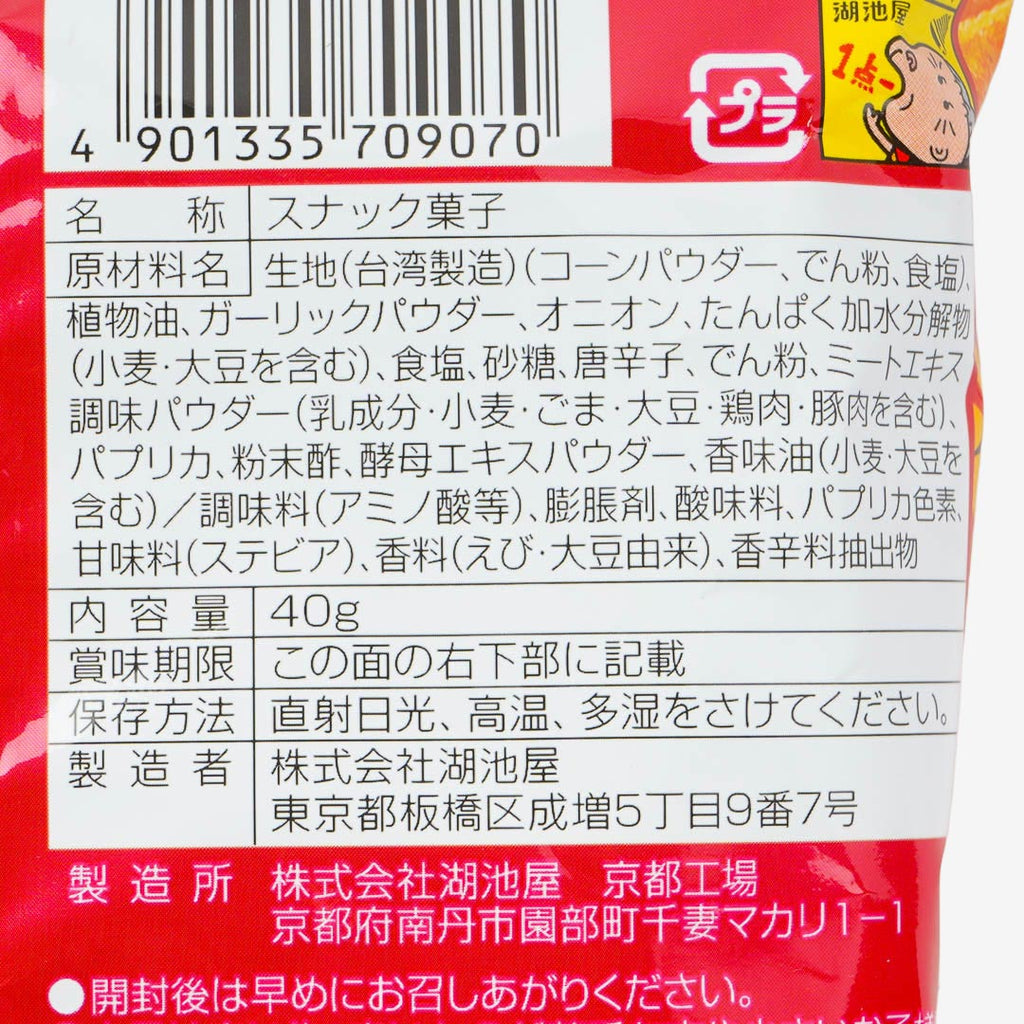 湖池屋
1点
4 901335 709070
プラ
名称 スナック菓子
原材料名 生地(台湾製造)(コーンパウダー、でん粉、食塩)、
植物油、ガーリックパウダー、オニオン、たんぱく加水分解物
(小麦・大豆を含む)、食塩、砂糖、唐辛子、でん粉、ミートエキス
調味パウダー(乳成分・小麦・ごま・大豆・鶏肉・豚肉を含む)、
パプリカ、粉末酢、酵母エキスパウダー、香味油(小麦・大豆を
含む)/調味料(アミノ酸等)、膨脹剤、酸味料、パプリカ色素、
甘味料(ステビア)、香料(えび・大豆由来)、香辛料抽出物
内容量 40g
賞味期限 この面の右下部に記載
保存方法 直射日光、高温、多湿をさけてください。
製造者 株式会社湖池屋
東京都板橋区成増5丁目9番7号
製造所 株式会社湖池屋 京都工場
京都府南丹市園部町千妻マカリ1-1
●開封後は早めにお召しあがりください。